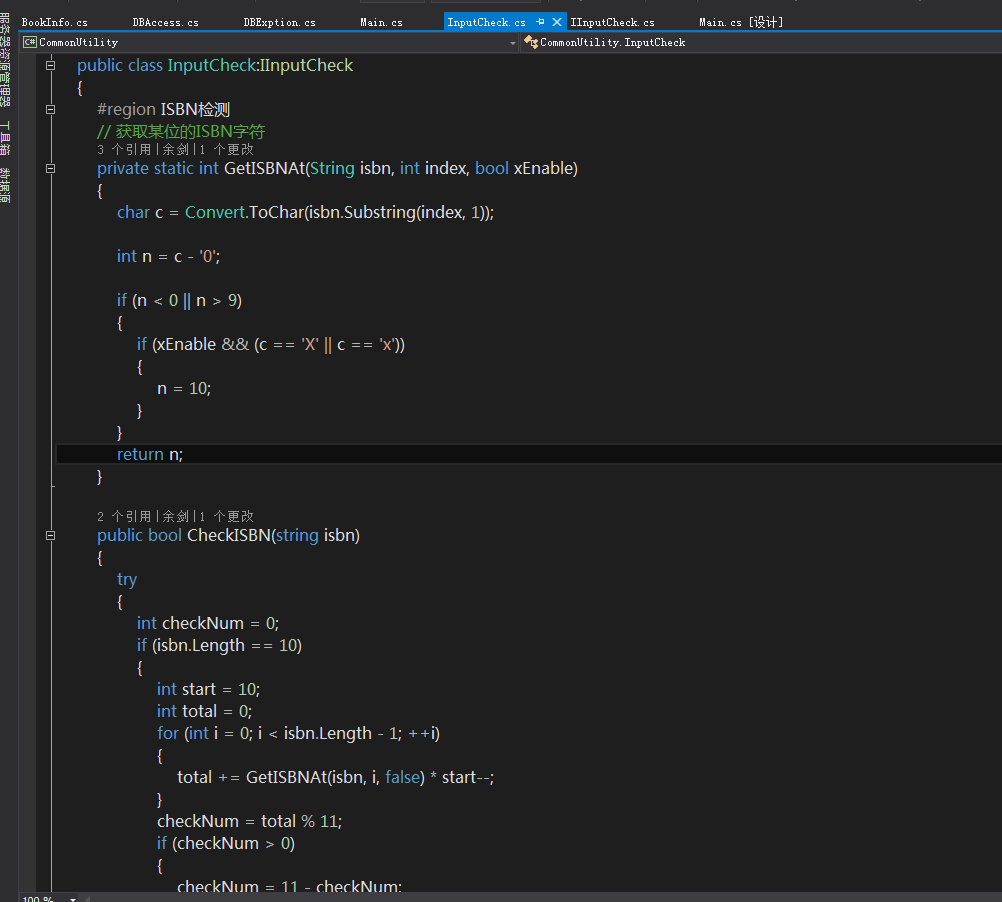 BookInfo.cs DBAccess.cs DBExption.cs Main.cs InputCheck.cs IInputCheck.cs Main.cs [设计]
C# CommonUtility CommonUtility.InputCheck
服务器资源管理器
工具箱
数据源
public class InputCheck:IInputCheck
{
#region ISBN检测
// 获取某位的ISBN字符
3 个引用|余剑|1 个更改
private static int GetISBNAt(String isbn, int index, bool xEnable)
{
char c = Convert.ToChar(isbn.Substring(index, 1));
int n = c - '0';
if (n < 0 || n > 9)
{
if (xEnable && (c == 'X' || c == 'x'))
{
n = 10;
}
}
return n;
}
2 个引用|余剑|1 个更改
public bool CheckISBN(string isbn)
{
try
{
int checkNum = 0;
if (isbn.Length == 10)
{
int start = 10;
int total = 0;
for (int i = 0; i < isbn.Length - 1; ++i)
{
total += GetISBNAt(isbn, i, false) * start--;
}
checkNum = total % 11;
if (checkNum > 0)
{
checkNum = 11 - checkNum;
100 %